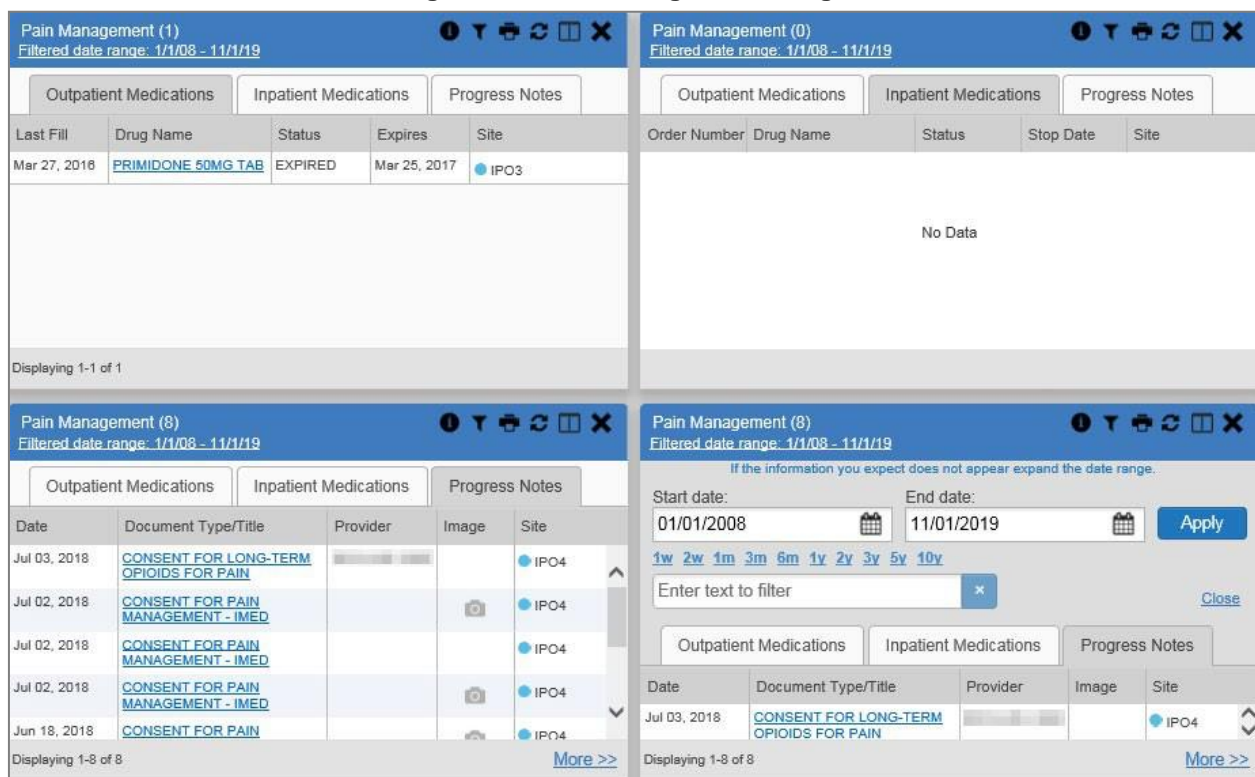 Pain Management (1)
Filtered date range: 1/1/08 - 11/1/19
Outpatient Medications Inpatient Medications Progress Notes
Last Fill Drug Name Status Expires Site
Mar 27, 2016 PRIMIDONE 50MG TAB EXPIRED Mar 25, 2017 IPO3
Displaying 1-1 of 1
Pain Management (0)
Filtered date range: 1/1/08 - 11/1/19
Outpatient Medications Inpatient Medications Progress Notes
Order Number Drug Name Status Stop Date Site
No Data
Pain Management (8)
Filtered date range: 1/1/08 - 11/1/19
Outpatient Medications Inpatient Medications Progress Notes
Date Document Type/Title Provider Image Site
Jul 03, 2018 CONSENT FOR LONG-TERM IPO4
OPIOIDS FOR PAIN
Jul 02, 2018 CONSENT FOR PAIN IPO4
MANAGEMENT - IMED
Jul 02, 2018 CONSENT FOR PAIN IPO4
MANAGEMENT - IMED
Jul 02, 2018 CONSENT FOR PAIN IPO4
MANAGEMENT - IMED
Jun 18, 2018 CONSENT FOR PAIN IPO4
Displaying 1-8 of 8 More >>
Pain Management (8)
Filtered date range: 1/1/08 - 11/1/19
If the information you expect does not appear expand the date range.
Start date: End date:
01/01/2008 11/01/2019 Apply
1w 2w 1m 3m 6m 1y 2y 3y 5y 10y
Enter text to filter ×
Close
Outpatient Medications Inpatient Medications Progress Notes
Date Document Type/Title Provider Image Site
Jul 03, 2018 CONSENT FOR LONG-TERM IPO4
OPIOIDS FOR PAIN
Displaying 1-8 of 8 More >>